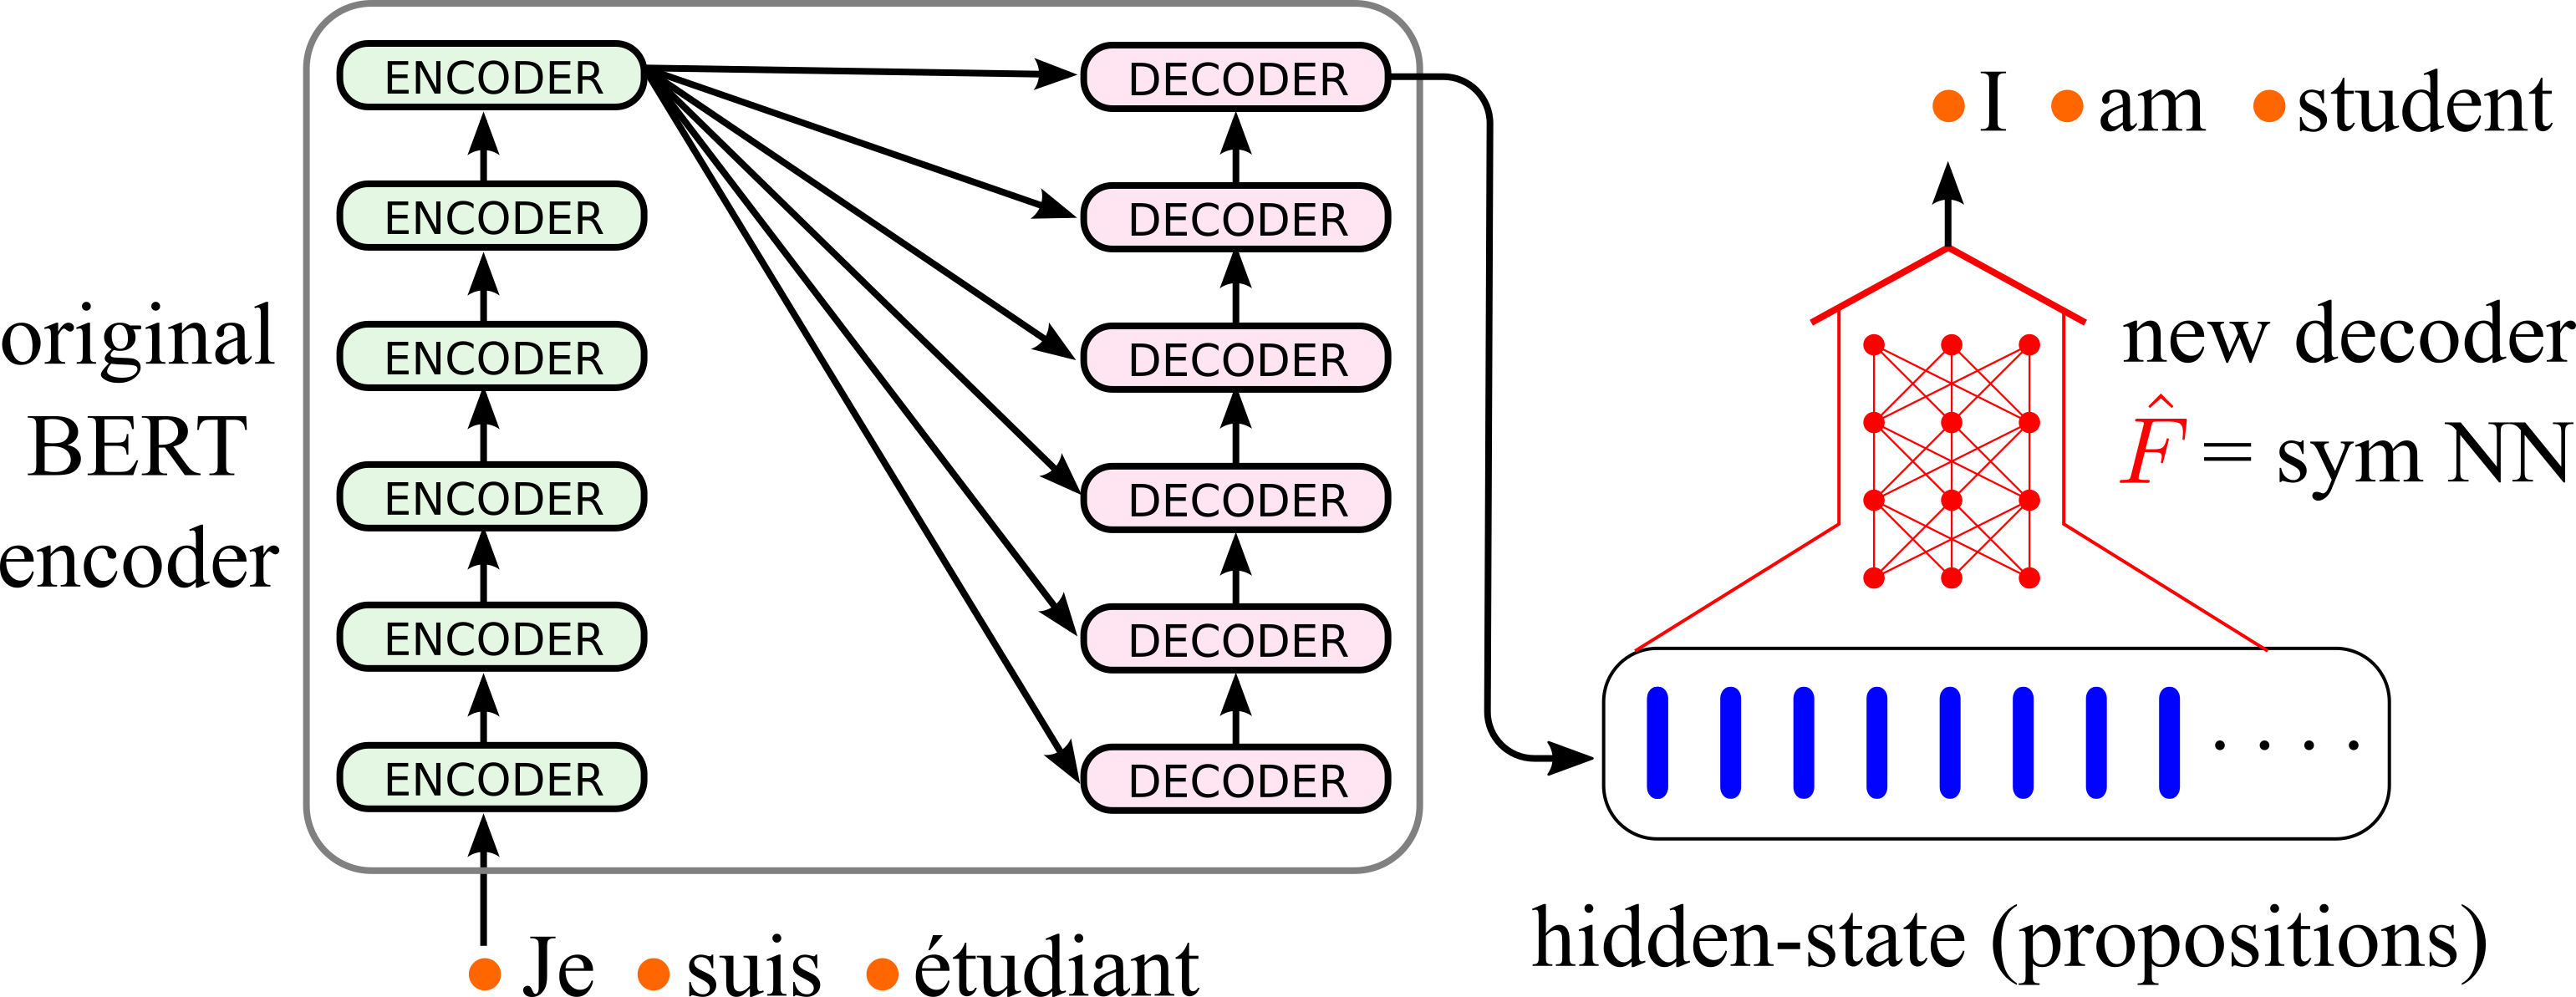 original
BERT
encoder
ENCODER
ENCODER
ENCODER
ENCODER
ENCODER
ENCODER
DECODER
DECODER
DECODER
DECODER
DECODER
DECODER
• Je • suis • étudiant
• I • am • student
new decoder
F̂ = sym NN
hidden-state (propositions)